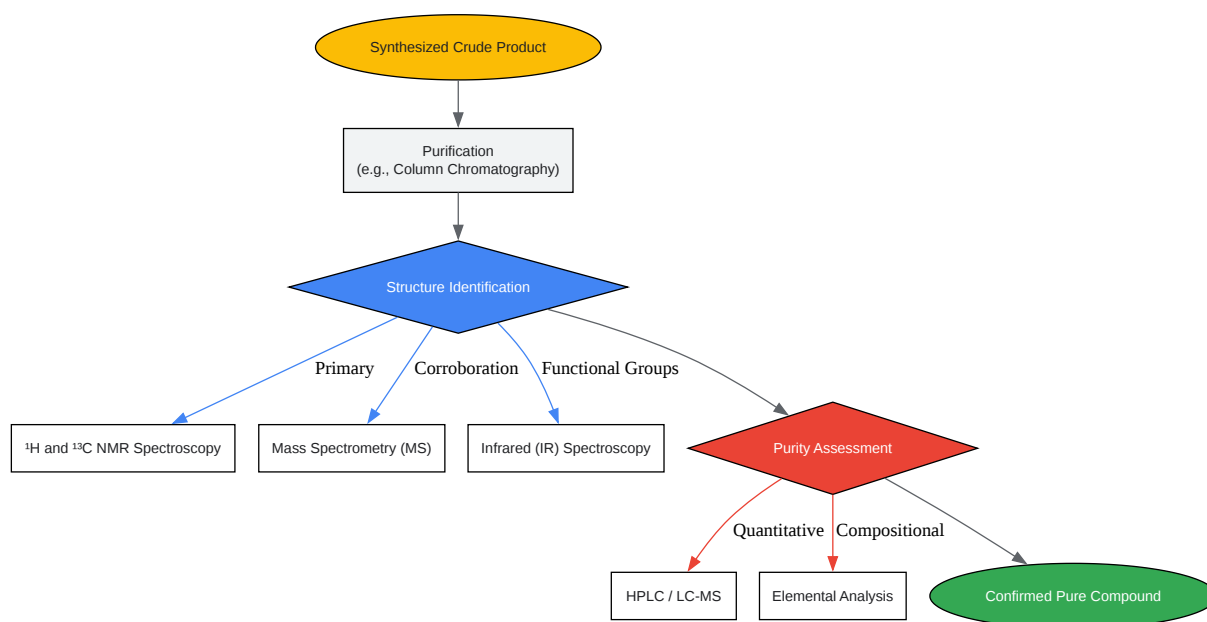 Synthesized Crude Product
Purification
(e.g., Column Chromatography)
Structure Identification
Primary
Corroboration
Functional Groups
¹H and ¹³C NMR Spectroscopy
Mass Spectrometry (MS)
Infrared (IR) Spectroscopy
Purity Assessment
Quantitative
Compositional
HPLC / LC-MS
Elemental Analysis
Confirmed Pure Compound